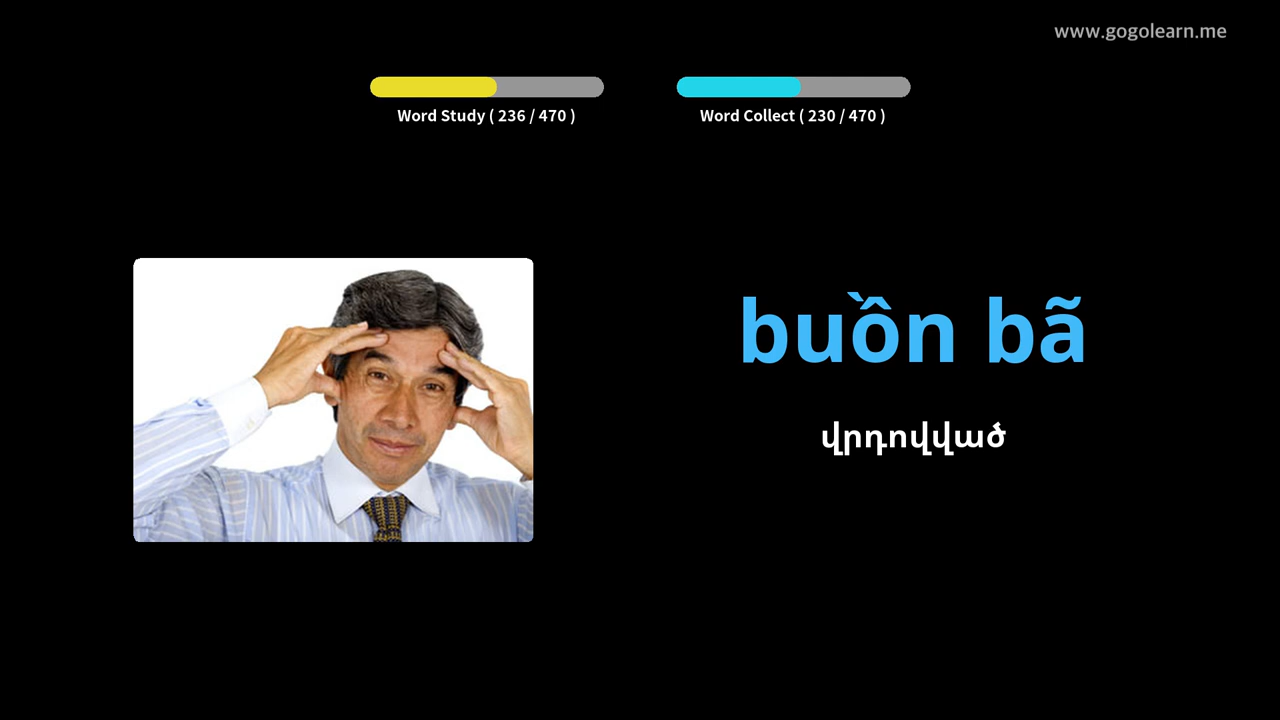 www.gogolearn.me
Word Study ( 236 / 470 )
Word Collect ( 230 / 470 )
buồn bã
վրդովված